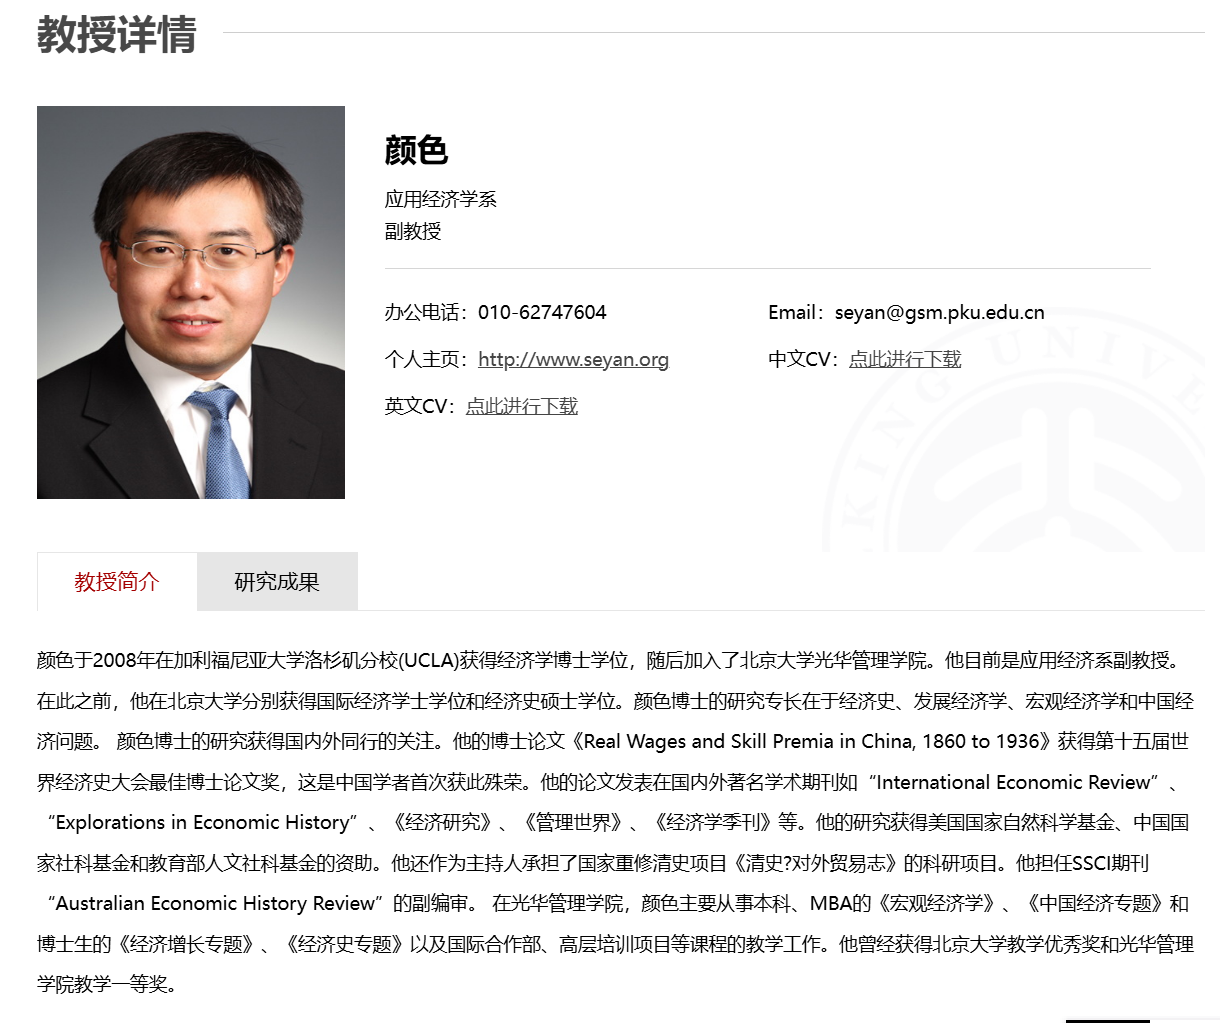 教授详情
颜色
应用经济学系
副教授
办公电话：010-62747604
Email：seyan@gsm.pku.edu.cn
个人主页：http://www.seyan.org
中文CV：点此进行下载
英文CV：点此进行下载
KING UNIVE
教授简介
研究成果
颜色于2008年在加利福尼亚大学洛杉矶分校(UCLA)获得经济学博士学位，随后加入了北京大学光华管理学院。他目前是应用经济系副教授。
在此之前，他在北京大学分别获得国际经济学士学位和经济史硕士学位。颜色博士的研究专长在于经济史、发展经济学、宏观经济学和中国经
济问题。 颜色博士的研究获得国内外同行的关注。他的博士论文《Real Wages and Skill Premia in China, 1860 to 1936》获得第十五届世
界经济史大会最佳博士论文奖，这是中国学者首次获此殊荣。他的论文发表在国内外著名学术期刊如“International Economic Review”、
“Explorations in Economic History”、《经济研究》、《管理世界》、《经济学季刊》等。他的研究获得美国国家自然科学基金、中国国
家社科基金和教育部人文社科基金的资助。他还作为主持人承担了国家重修清史项目《清史?对外贸易志》的科研项目。他担任SSCI期刊
“Australian Economic History Review”的副编审。 在光华管理学院，颜色主要从事本科、MBA的《宏观经济学》、《中国经济专题》和
博士生的《经济增长专题》、《经济史专题》以及国际合作部、高层培训项目等课程的教学工作。他曾经获得北京大学教学优秀奖和光华管理
学院教学一等奖。